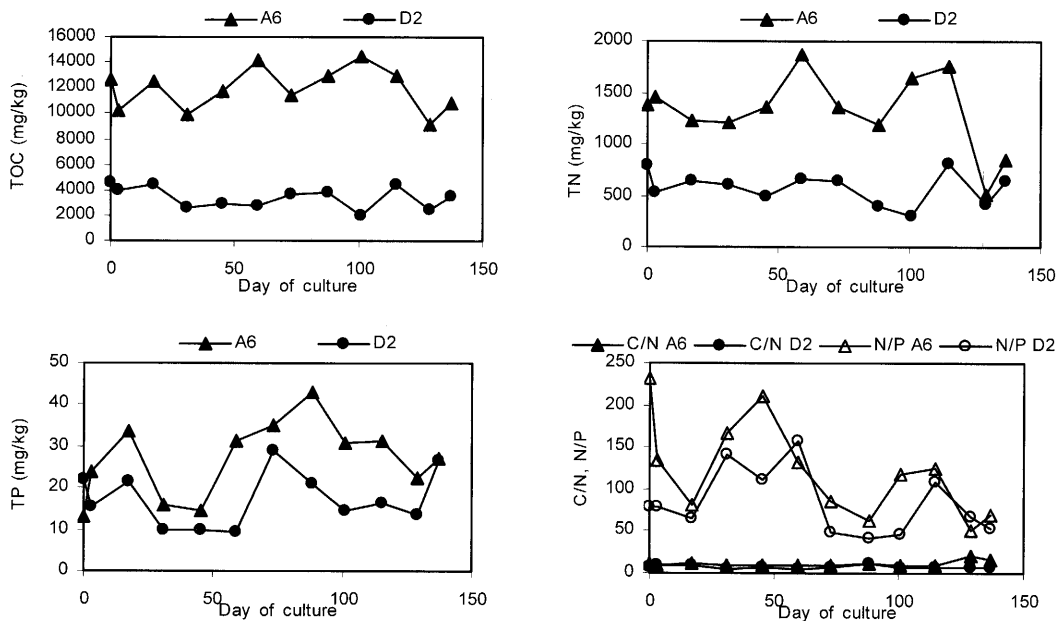 A6 D2
16000
14000
12000
10000
8000
6000
4000
2000
0
TOC (mg/kg)
0 50 100 150
Day of culture
A6 D2
2000
1500
1000
500
0
TN (mg/kg)
0 50 100 150
Day of culture
A6 D2
50
40
30
20
10
0
TP (mg/kg)
0 50 100 150
Day of culture
C/N A6 C/N D2 N/P A6 N/P D2
250
200
150
100
50
0
C/N, N/P
0 50 100 150
Day of culture